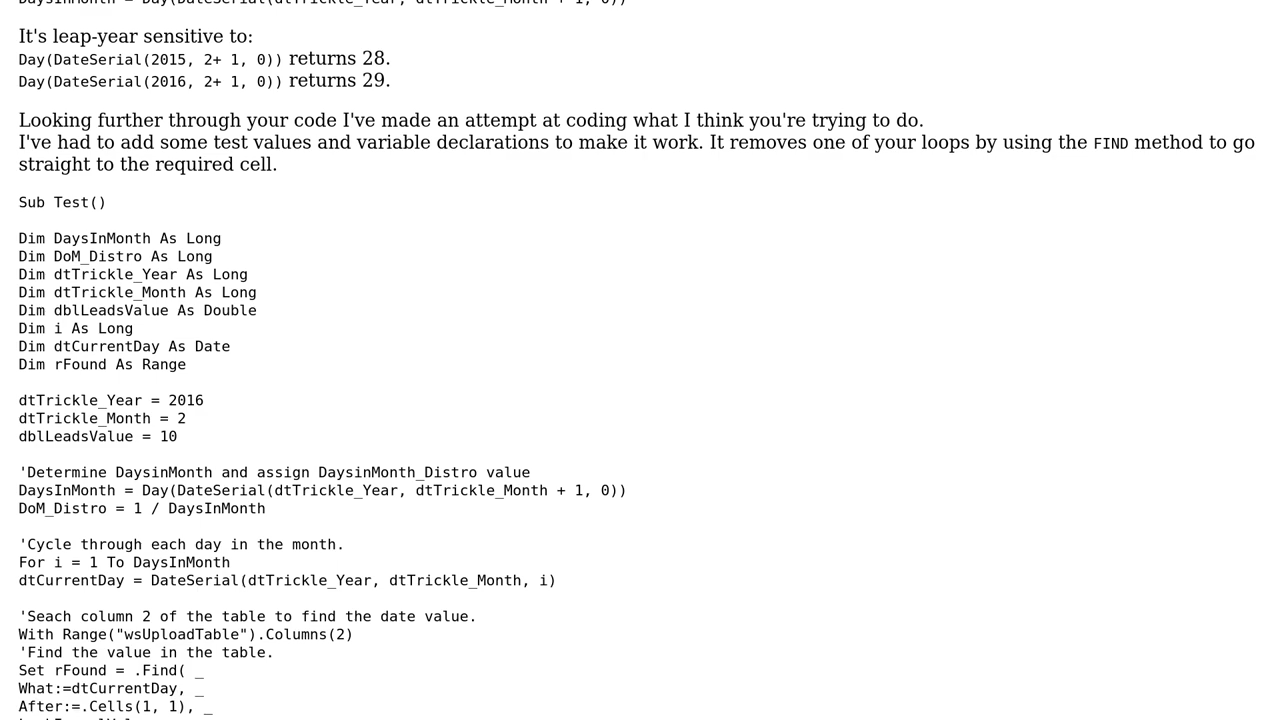 DaysInMonth = Day(DateSerial(dtTrickle_Year, dtTrickle_Month + 1, 0))
It's leap-year sensitive to:
Day(DateSerial(2015, 2+ 1, 0)) returns 28.
Day(DateSerial(2016, 2+ 1, 0)) returns 29.
Looking further through your code I've made an attempt at coding what I think you're trying to do.
I've had to add some test values and variable declarations to make it work. It removes one of your loops by using the FIND method to go
straight to the required cell.
Sub Test()
Dim DaysInMonth As Long
Dim DoM_Distro As Long
Dim dtTrickle_Year As Long
Dim dtTrickle_Month As Long
Dim dblLeadsValue As Double
Dim i As Long
Dim dtCurrentDay As Date
Dim rFound As Range
dtTrickle_Year = 2016
dtTrickle_Month = 2
dblLeadsValue = 10
'Determine DaysinMonth and assign DaysinMonth_Distro value
DaysInMonth = Day(DateSerial(dtTrickle_Year, dtTrickle_Month + 1, 0))
DoM_Distro = 1 / DaysInMonth
'Cycle through each day in the month.
For i = 1 To DaysInMonth
dtCurrentDay = DateSerial(dtTrickle_Year, dtTrickle_Month, i)
'Seach column 2 of the table to find the date value.
With Range("wsUploadTable").Columns(2)
'Find the value in the table.
Set rFound = .Find( _
What:=dtCurrentDay, _
After:=.Cells(1, 1), _